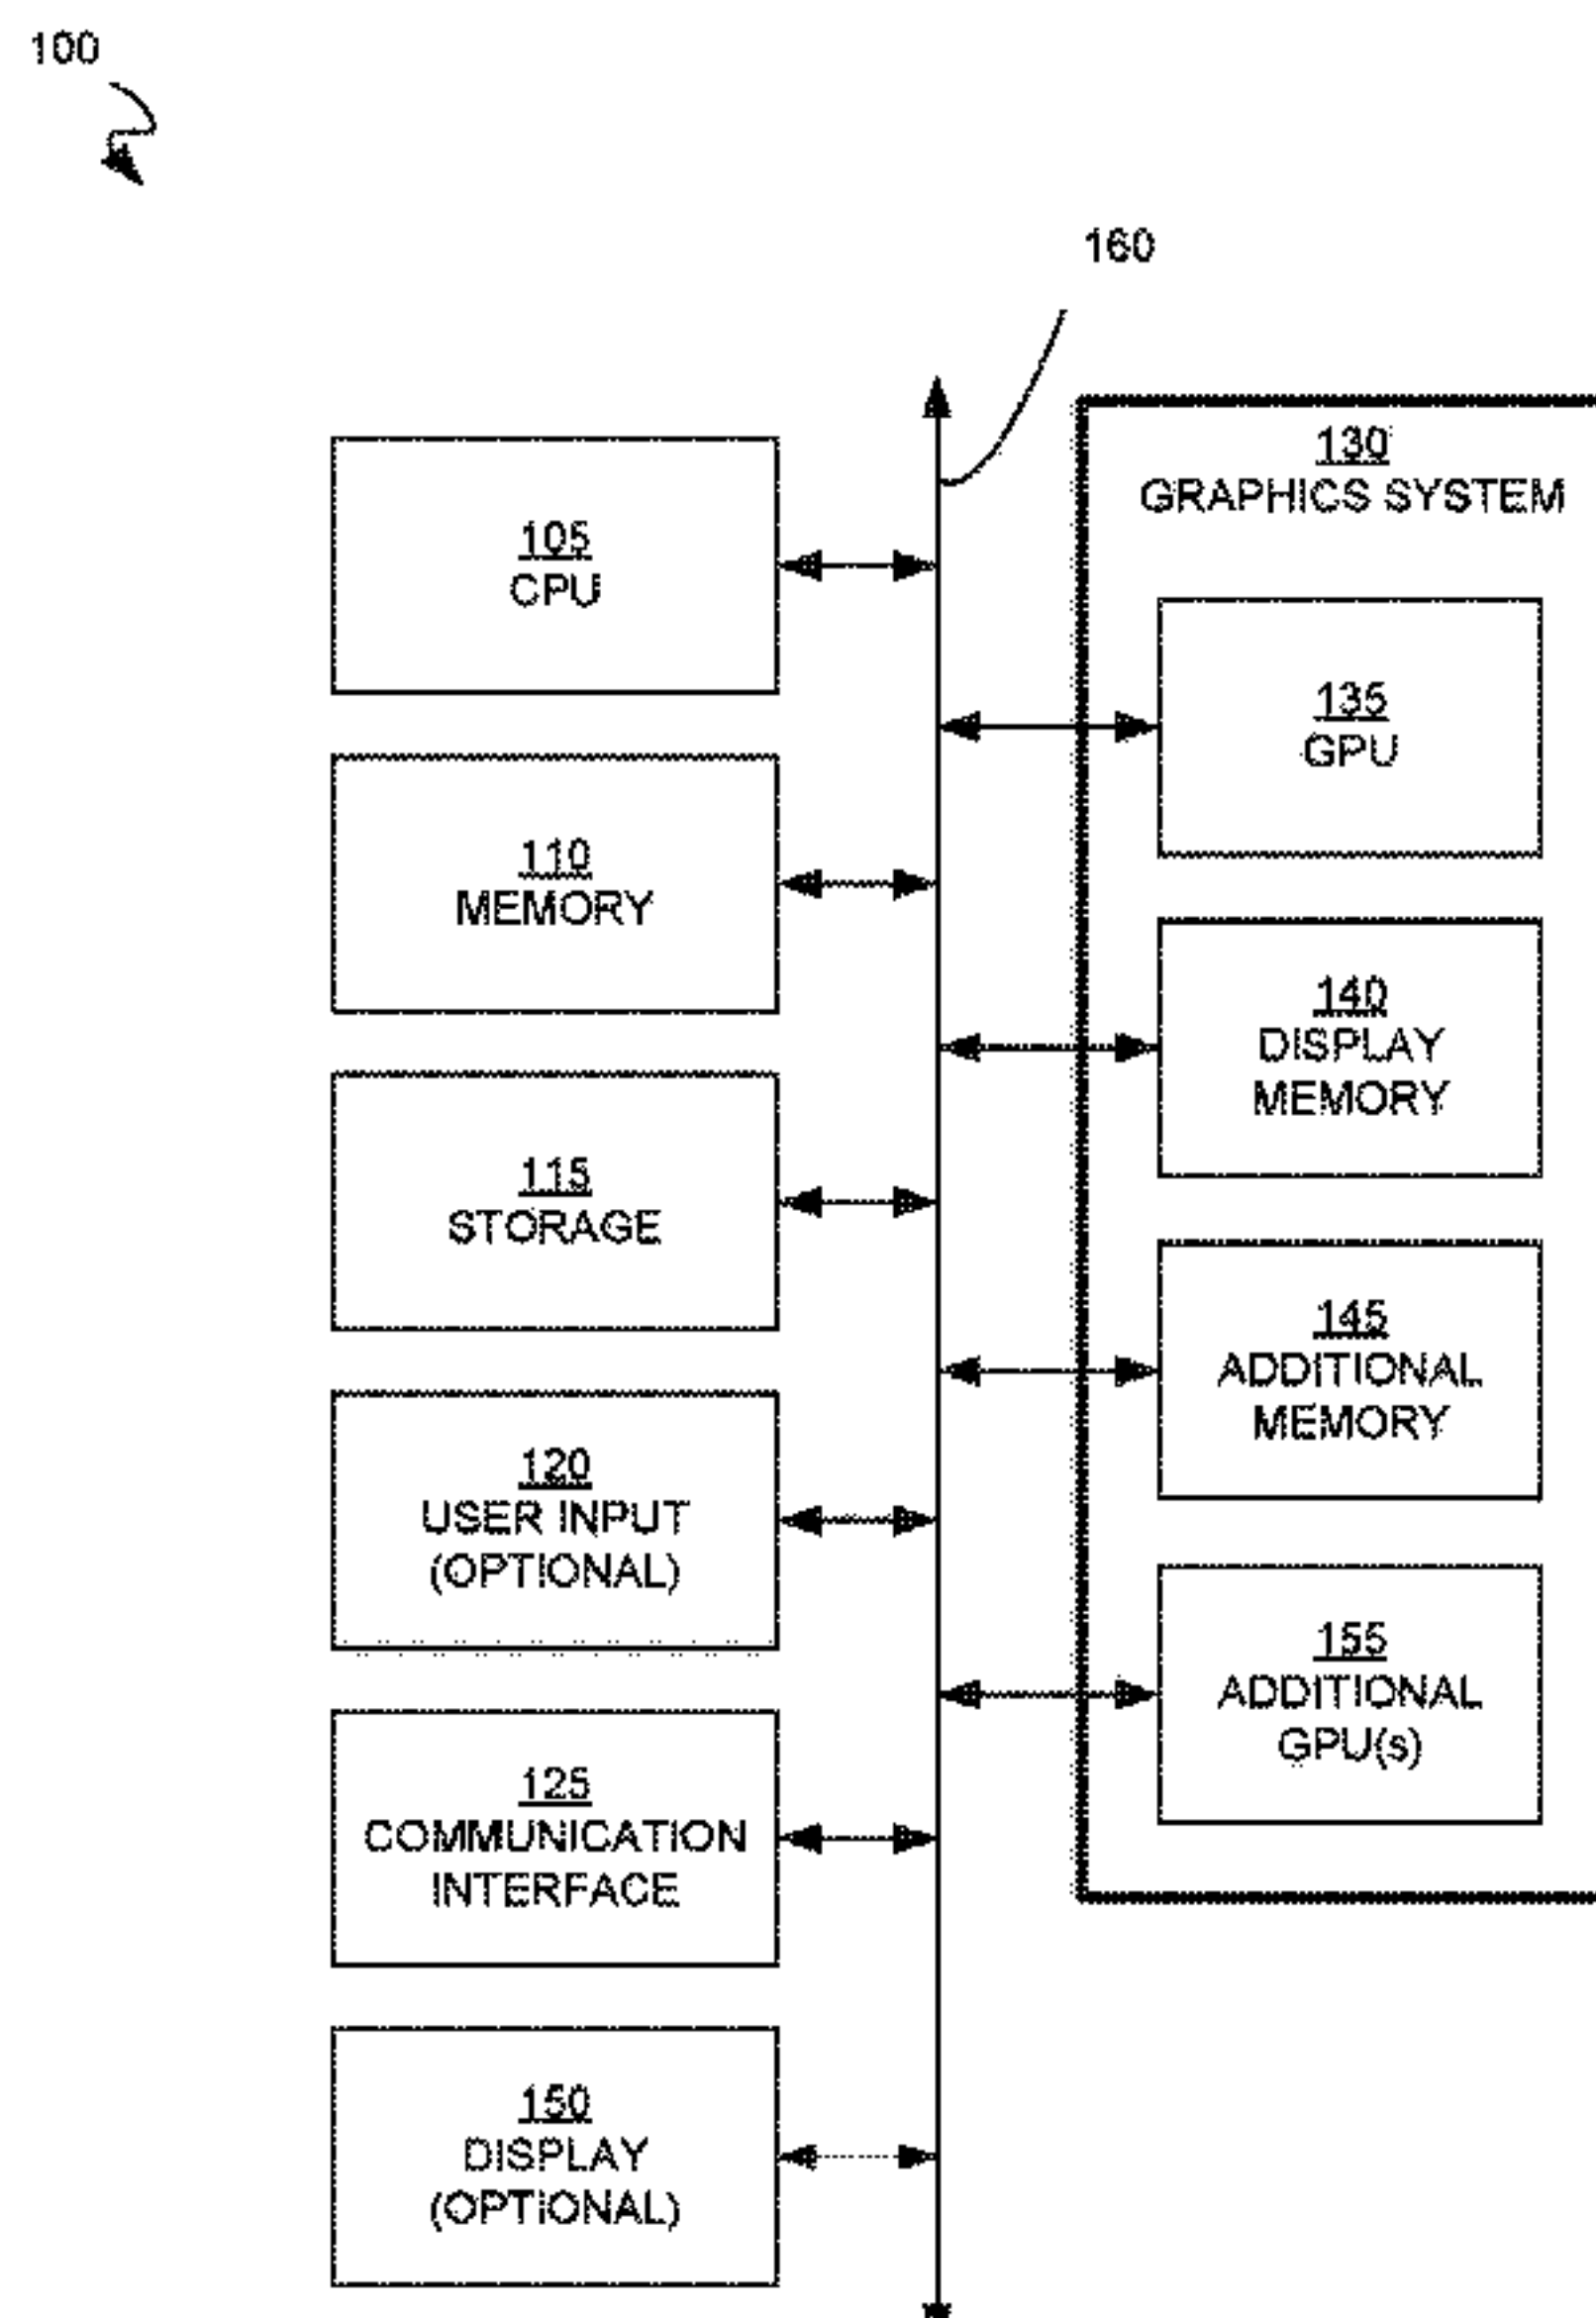 100
160
105
CPU
110
MEMORY
115
STORAGE
120
USER INPUT
(OPTIONAL)
125
COMMUNICATION
INTERFACE
150
DISPLAY
(OPTIONAL)
130
GRAPHICS SYSTEM
135
GPU
140
DISPLAY
MEMORY
145
ADDITIONAL
MEMORY
155
ADDITIONAL
GPU(s)